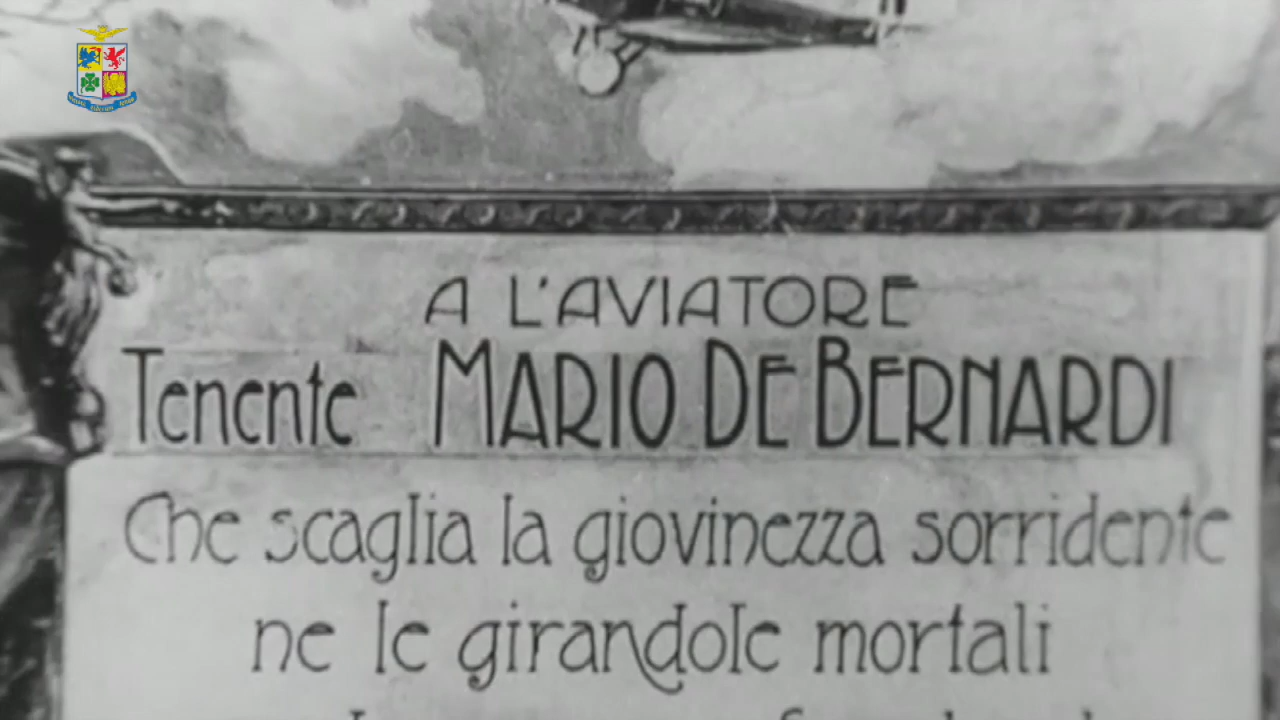 A L'AVIATORE
Tenente MARIO DE BERNARDI
Che scaglia la giovinezza sorridente
ne le girandole mortali